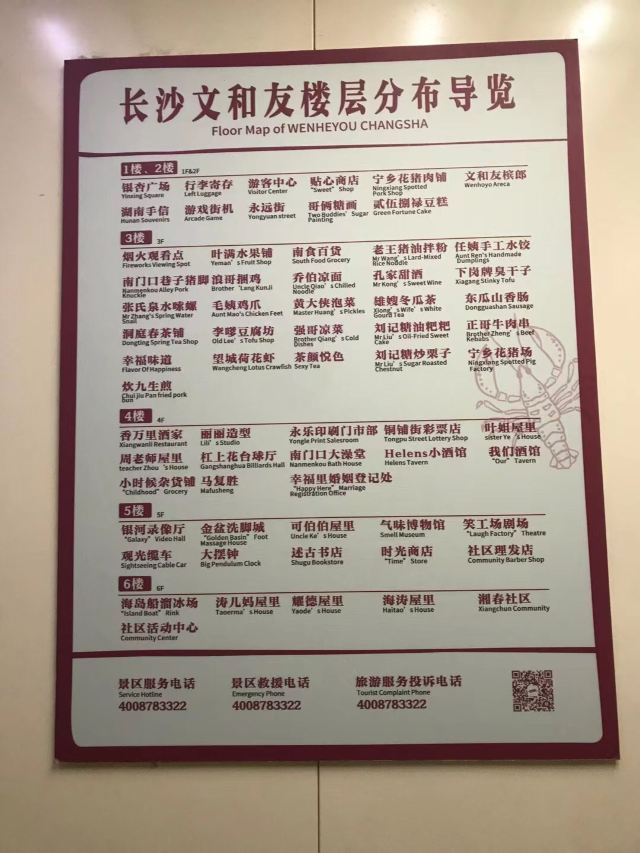 长沙文和友楼层分布导览
Floor Map of WENHEYOU CHANGSHA
1楼、2楼 1F&2F
银杏广场 行李寄存 游客中心 贴心商店 宁乡花猪肉铺 文和友槟郎
Yinxing Square Left Luggage Visitor Center "Sweet" Shop Ningxiang Spotted Pork Shop Wenhoyo Areca
湖南手信 游戏街机 永远街 哥俩糖画 贰伍捌禄豆糕
Hunan Souvenirs Arcade Game Yongyuan street Two Buddies' Sugar Painting Green Fortune Cake
3楼 3F
烟火观看点 叶满水果铺 南食百货 老王猪油拌粉 任姨手工水饺
Fireworks Viewing Spot Yeman's Fruit Shop South Food Grocery Mr Wang's Lard-Mixed Rice Noodle Aunt Ren's Handmade Dumplings
南门口巷子猪脚 浪哥捆鸡 乔伯凉面 孔家甜酒 下岗牌臭干子
Nanmenkou Alley Pork Knuckle Brother 'Lang KunJi Uncle Qiao's Chilled Noodle Mr Kong's Sweet Wine Xiagang Stinky Tofu
张氏泉水嗦螺 毛姨鸡爪 黄大侠泡菜 雄嫂冬瓜茶 东瓜山香肠
Mr Zhang's Spring Water Snail Aunt Mao's Chicken Feet Master Huang's Pickles Xiong's Wife's White Gourd Tea Dongguashan Sausage
洞庭春茶铺 李嗲豆腐坊 强哥凉菜 刘记糖油粑粑 正哥牛肉串
Dongting Spring Tea Shop Old Lee's Tofu Shop Brother Qiang's Cold Dishes Mr Liu's Oil-Fried Sweet Cake Brother Zheng's Beef Kebabs
幸福味道 望城荷花虾 茶颜悦色 刘记糖炒栗子 宁乡花猪场
Flavor Of Happiness Wangcheng Lotus Crawfish Sexy Tea Mr Liu's Sugar Roasted Chestnut Ningxiang Spotted Pig Factory
炊九生煎
Chui jiu Pan fried pork bun
4楼 4F
香万里酒家 丽丽造型 永乐印刷门市部 铜铺街彩票店 叶姐屋里
Xiangwanli Restaurant Lili's Studio Yongle Print Salesroom Tongpu Street Lottery Shop sister Ye's House
周老师屋里 杠上花台球厅 南门口大澡堂 Helens小酒馆 我们酒馆
teacher Zhou 's House Gangshanghua Billiards Hall Nanmenkou Bath House Helens Tavern "Our" Tavern
小时候杂货铺 马复胜 幸福里婚姻登记处
"Childhood" Grocery Mafusheng "Happy Here" Marriage Registration Office
5楼 5F
银河录像厅 金盆洗脚城 可伯伯屋里 气味博物馆 笑工场剧场
"Galaxy" Video Hall "Golden Basin" Foot Massage House Uncle Ke's House Smell Museum "Laugh Factory" Theatre
观光缆车 大摆钟 述古书店 时光商店 社区理发店
Sightseeing Cable Car Big Pendulum Clock Shugu Bookstore "Time" Store Community Barber Shop
6楼 6F
海岛船溜冰场 涛儿妈屋里 耀德屋里 海涛屋里 湘春社区
"Island Boat" Rink Taoerma's House Yaode's House Haitao's House Xiangchun Community
社区活动中心
Community Center
景区服务电话 景区救援电话 旅游服务投诉电话
Service Hotline Emergency Phone Tourist Complaint Phone
4008783322 4008783322 4008783322